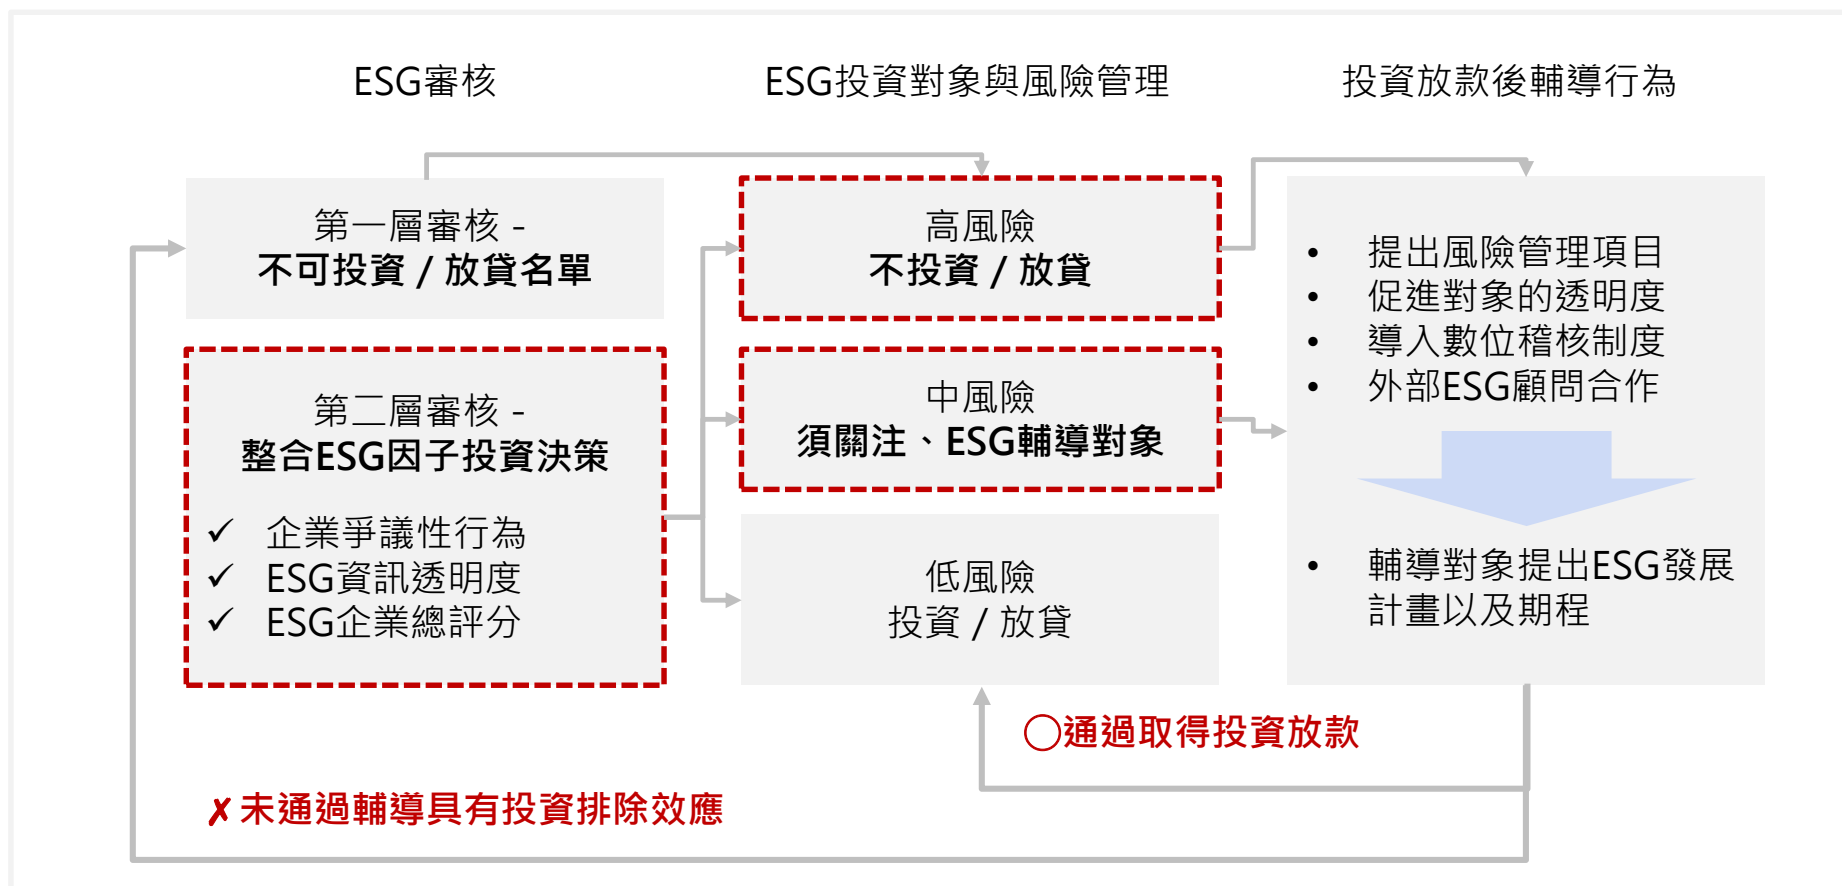 ESG審核
ESG投資對象與風險管理
投資放款後輔導行為
第一層審核 -
不可投資 / 放貸名單
第二層審核 -
整合ESG因子投資決策
✓ 企業爭議性行為
✓ ESG資訊透明度
✓ ESG企業總評分
高風險
不投資 / 放貸
中風險
須關注、ESG輔導對象
低風險
投資 / 放貸
• 提出風險管理項目
• 促進對象的透明度
• 導入數位稽核制度
• 外部ESG顧問合作
• 輔導對象提出ESG發展
計畫以及期程
◯通過取得投資放款
✗ 未通過輔導具有投資排除效應